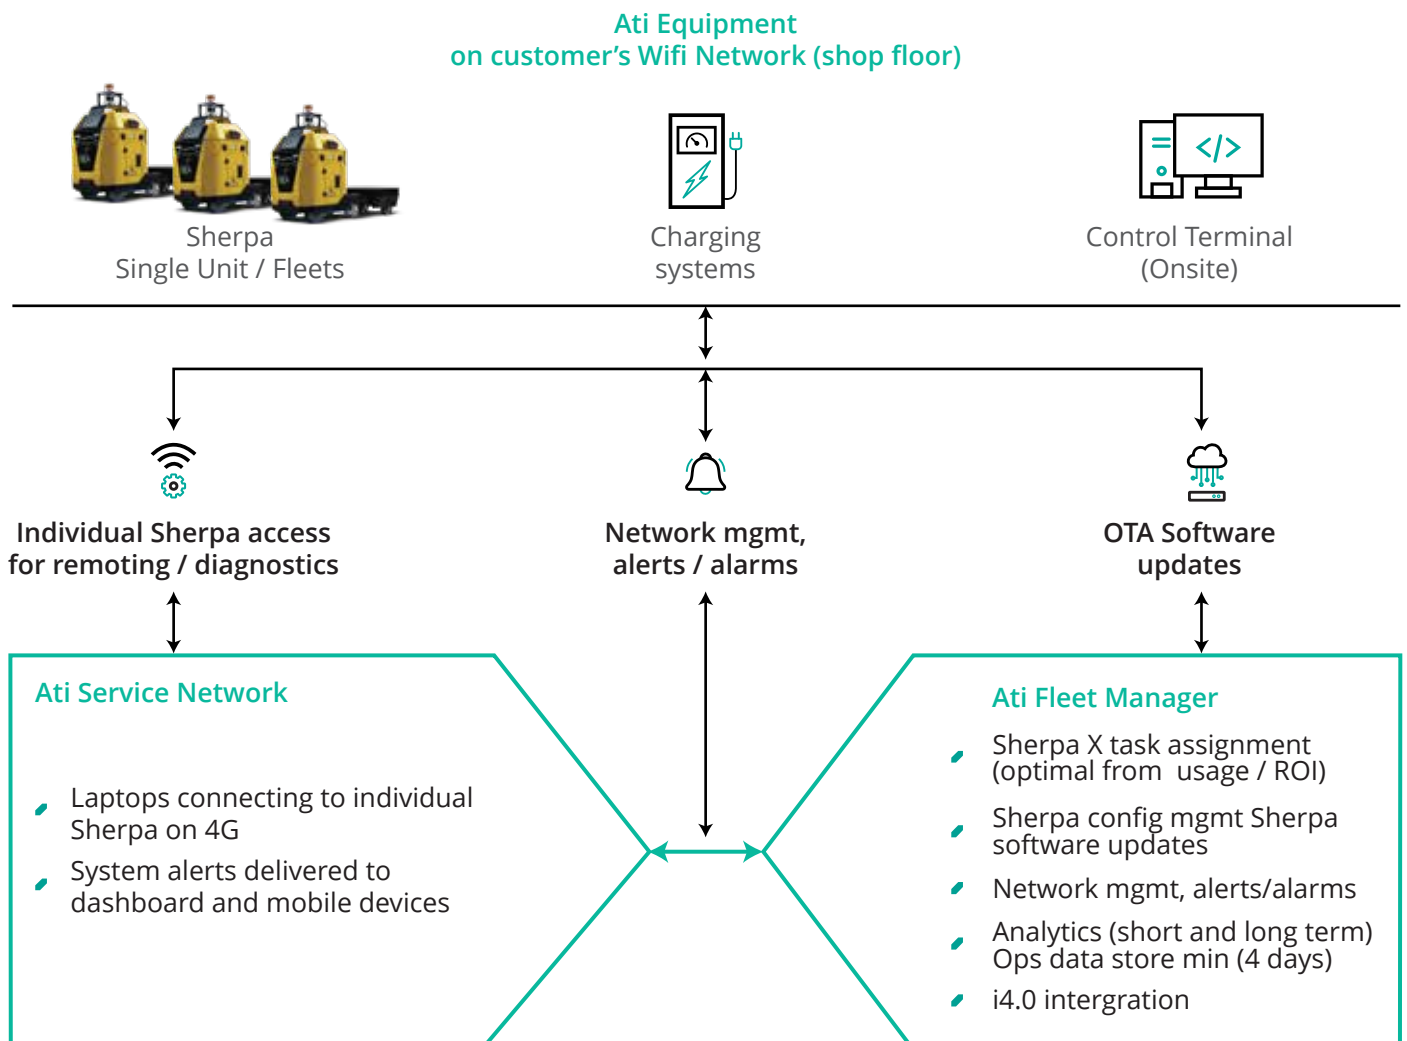 Ati Equipment
on customer's Wifi Network (shop floor)
Sherpa
Single Unit / Fleets
Charging
systems
Control Terminal
(Onsite)
Individual Sherpa access
for remoting / diagnostics
Network mgmt,
alerts / alarms
OTA Software
updates
Ati Service Network
Laptops connecting to individual
Sherpa on 4G
System alerts delivered to
dashboard and mobile devices
Ati Fleet Manager
Sherpa X task assignment
(optimal from  usage / ROI)
Sherpa config mgmt Sherpa
software updates
Network mgmt, alerts/alarms
Analytics (short and long term)
Ops data store min (4 days)
i4.0 intergration